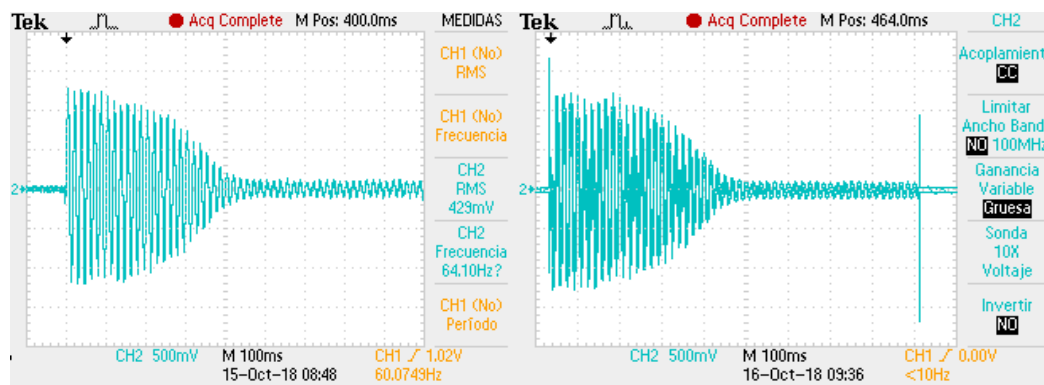 Tek
Acq Complete
M Pos: 400.0ms
MEDIDAS
CH1 (No)
RMS
CH1 (No)
Frecuencia
CH2
RMS
429mV
CH2
Frecuencia
64.10Hz?
CH1 (No)
Período
2
CH2 500mV
M 100ms
CH1 / 1.02V
15-Oct-18 08:48
60.0749Hz
Tek
Acq Complete
M Pos: 464.0ms
CH2
Acoplamient
CC
Limitar
Ancho Band
NO 100MHz
Ganancia
Variable
Gruesa
Sonda
10X
Voltaje
Invertir
NO
2
CH2 500mV
M 100ms
CH1 / 0.00V
16-Oct-18 09:36
<10Hz